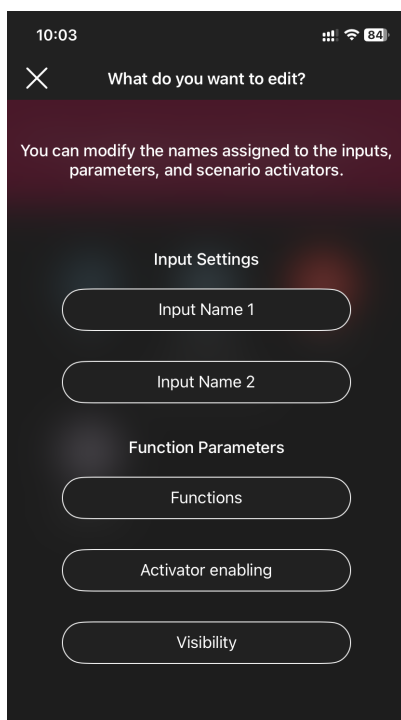 10:03
84
What do you want to edit?
You can modify the names assigned to the inputs,
parameters, and scenario activators.
Input Settings
Input Name 1
Input Name 2
Function Parameters
Functions
Activator enabling
Visibility